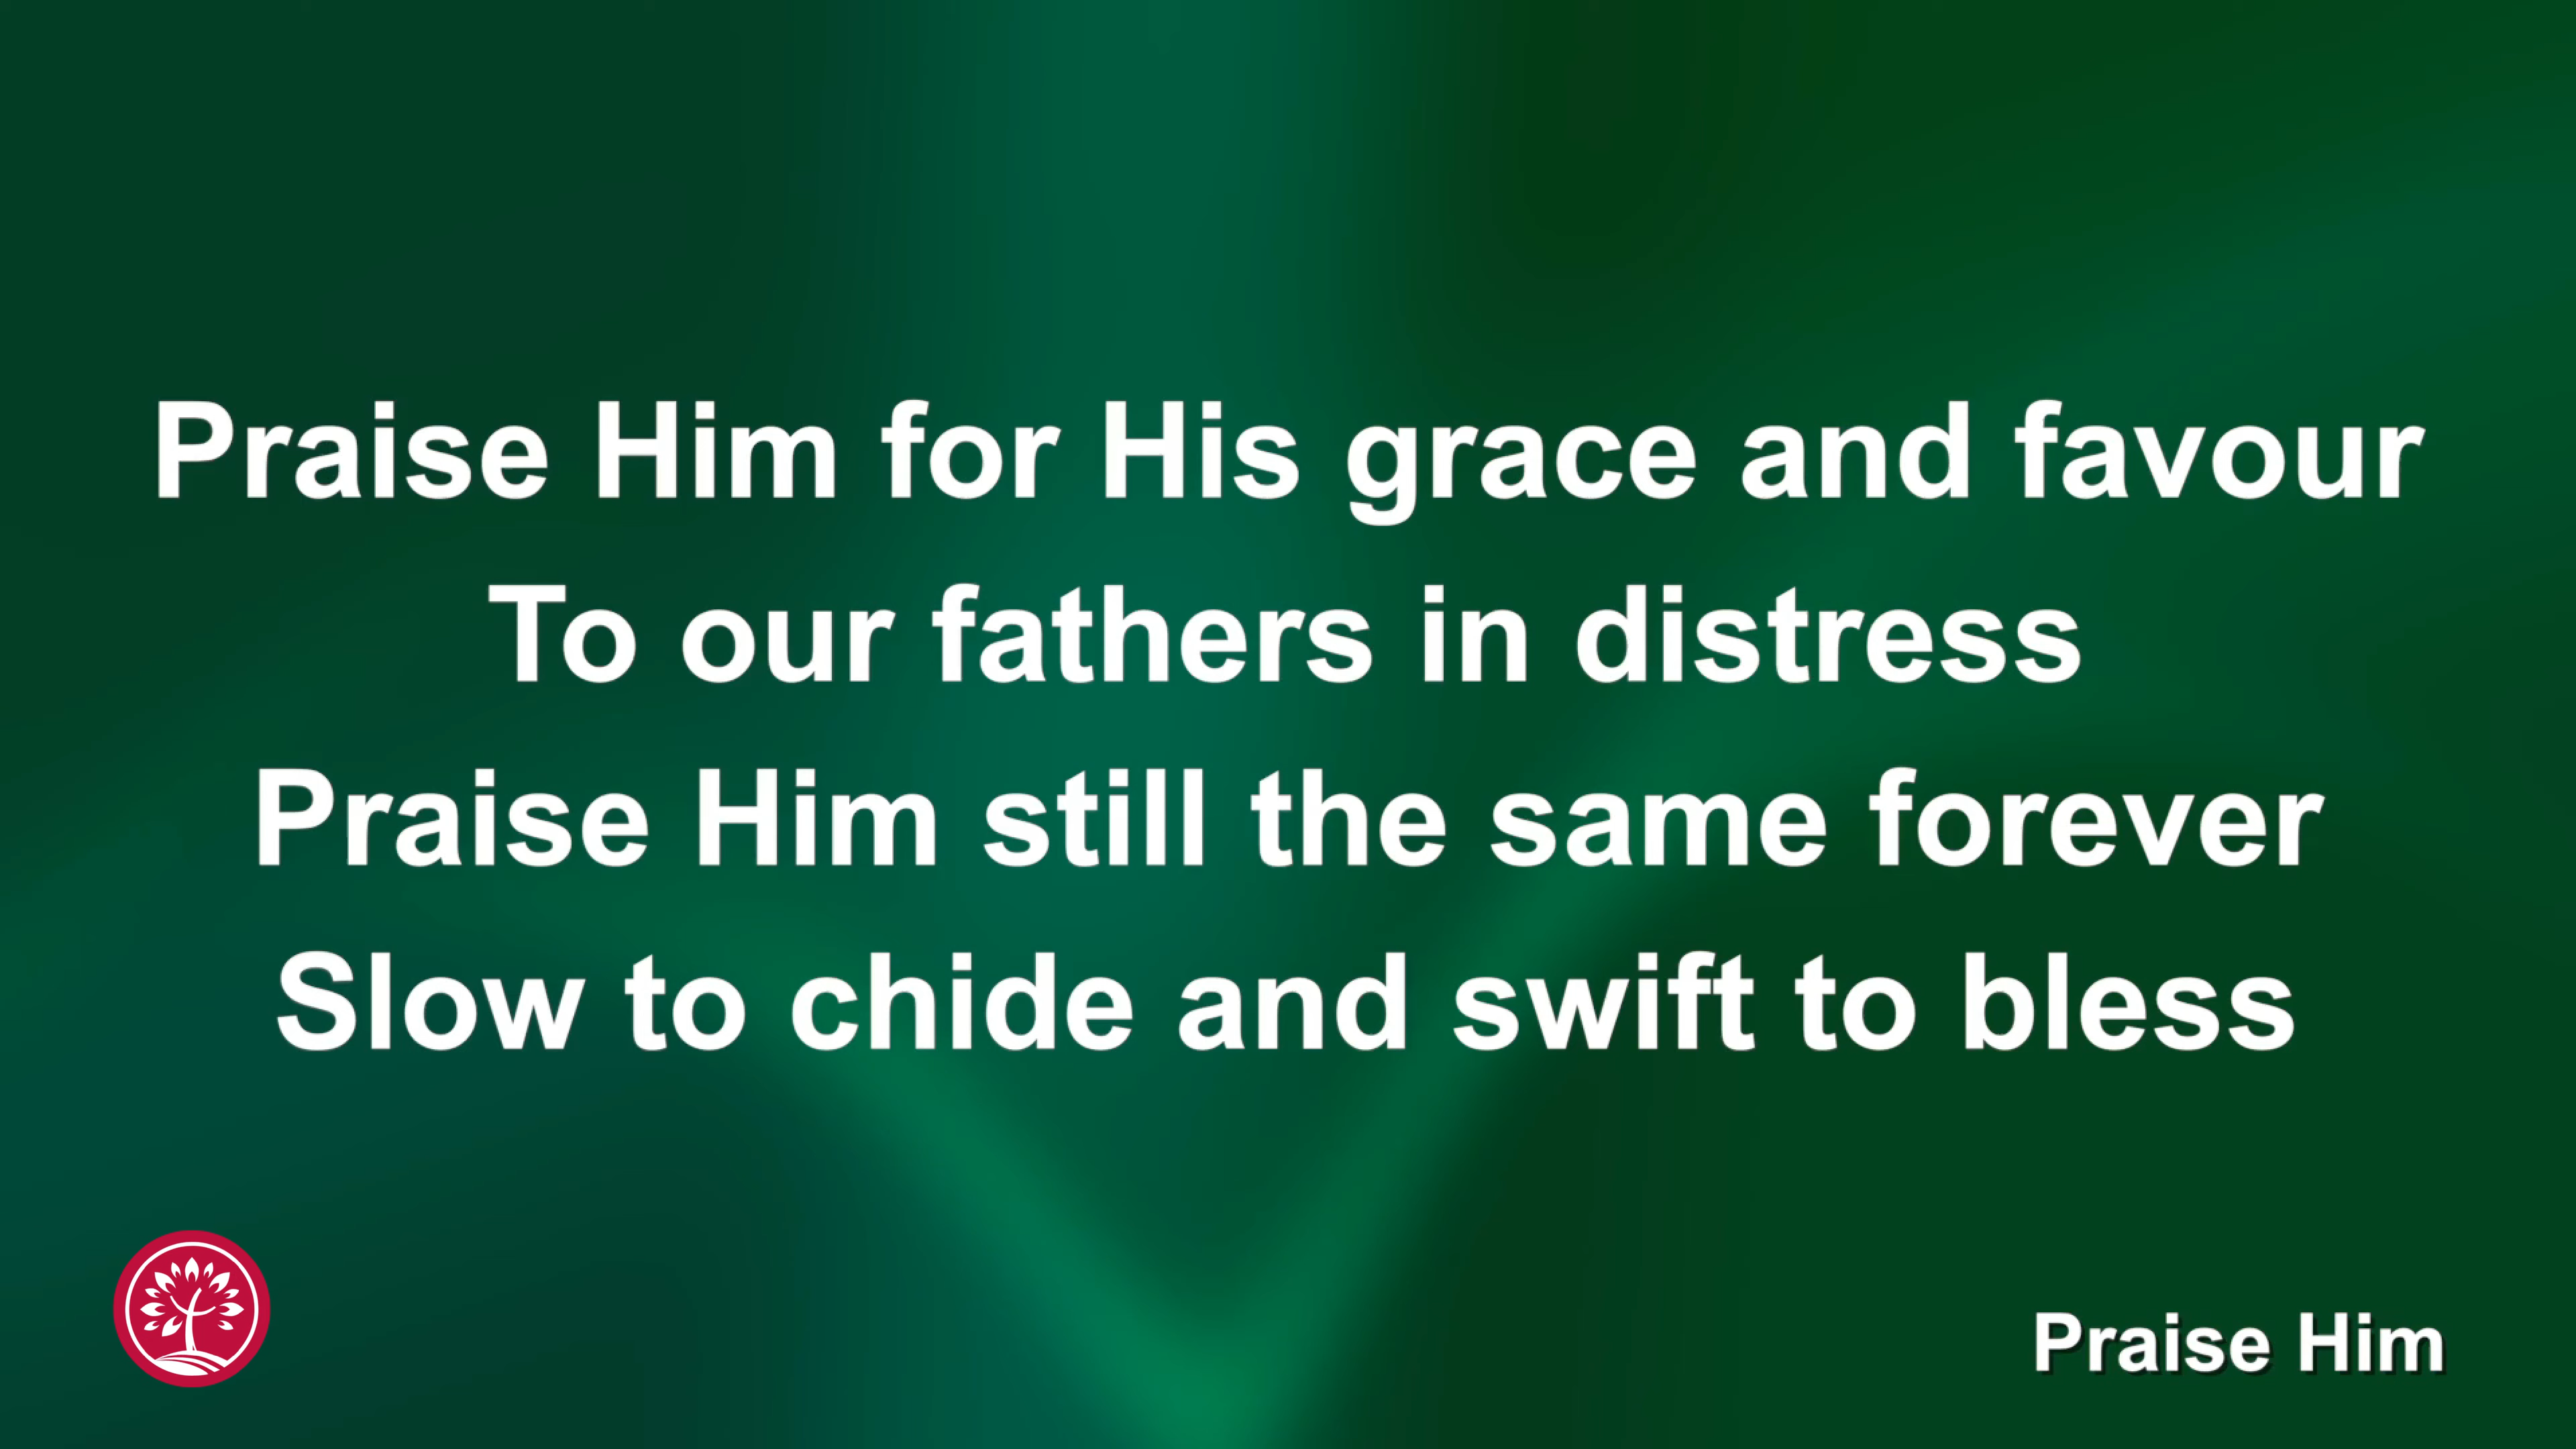 Praise Him for His grace and favour
To our fathers in distress
Praise Him still the same forever
Slow to chide and swift to bless
Praise Him